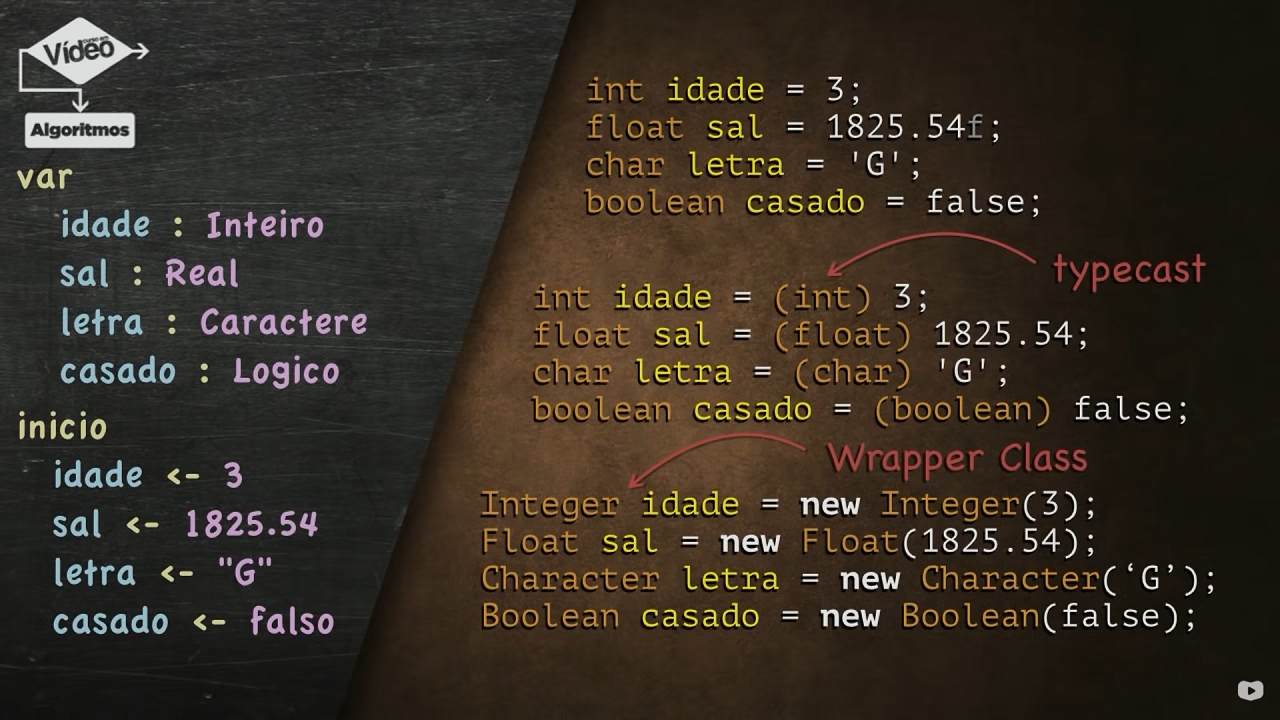 curso em
Vídeo
Algoritmos
var
idade : Inteiro
sal : Real
letra : Caractere
casado : Logico
inicio
idade <- 3
sal <- 1825.54
letra <- "G"
casado <- falso
int idade = 3;
float sal = 1825.54f;
char letra = 'G';
boolean casado = false;
typecast
int idade = (int) 3;
float sal = (float) 1825.54;
char letra = (char) 'G';
boolean casado = (boolean) false;
Wrapper Class
Integer idade = new Integer(3);
Float sal = new Float(1825.54);
Character letra = new Character(‘G’);
Boolean casado = new Boolean(false);